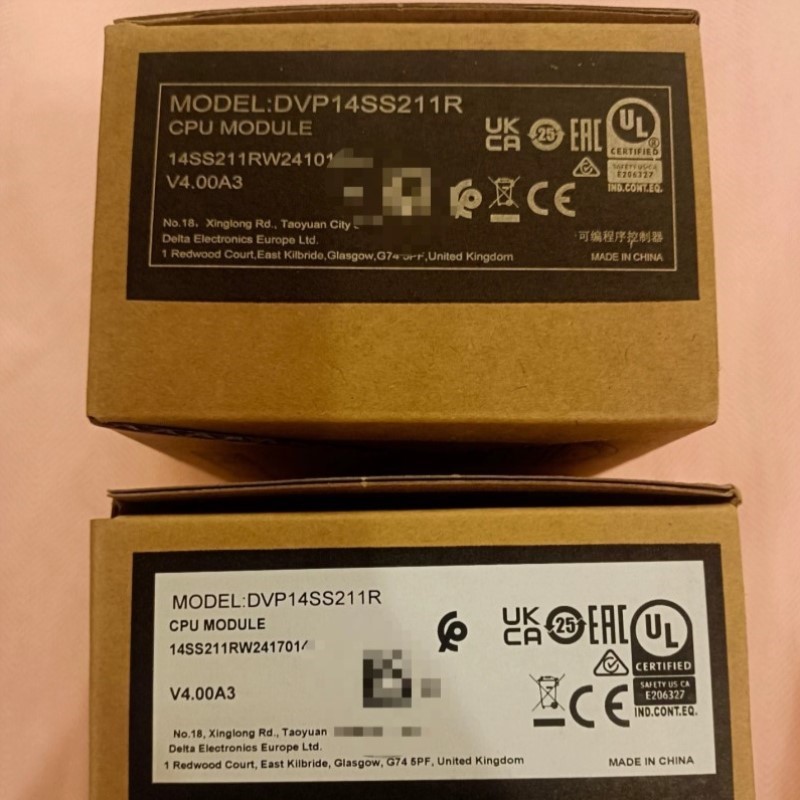 MODEL:DVP14SS211R
CPU MODULE
14SS211RW24101
V4.00A3
UK CA 25 EAC UL
CERTIFIED
SAFETY US CA
E206327
IND.CONT.EQ.
CE
No.18, Xinglong Rd., Taoyuan City
Delta Electronics Europe Ltd.
1 Redwood Court,East Kilbride,Glasgow,G74 5PF,United Kingdom
可编程序控制器
MADE IN CHINA
MODEL:DVP14SS211R
CPU MODULE
14SS211RW241701
V4.00A3
UK CA 25 EAC UL
CERTIFIED
SAFETY US CA
E206327
IND.CONT.EQ.
CE
No.18, Xinglong Rd., Taoyuan
Delta Electronics Europe Ltd.
1 Redwood Court, East Kilbride, Glasgow, G74 5PF, United Kingdom
MADE IN CHINA